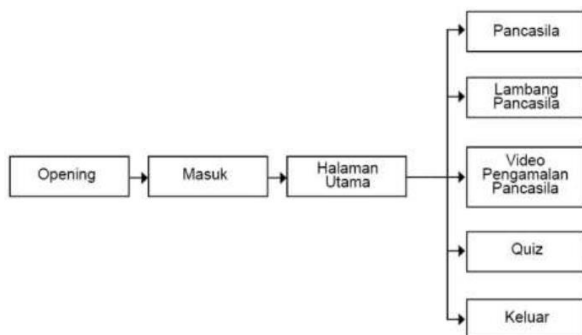 Opening
Masuk
Halaman
Utama
Pancasila
Lambang
Pancasila
Video
Pengamalan
Pancasila
Quiz
Keluar